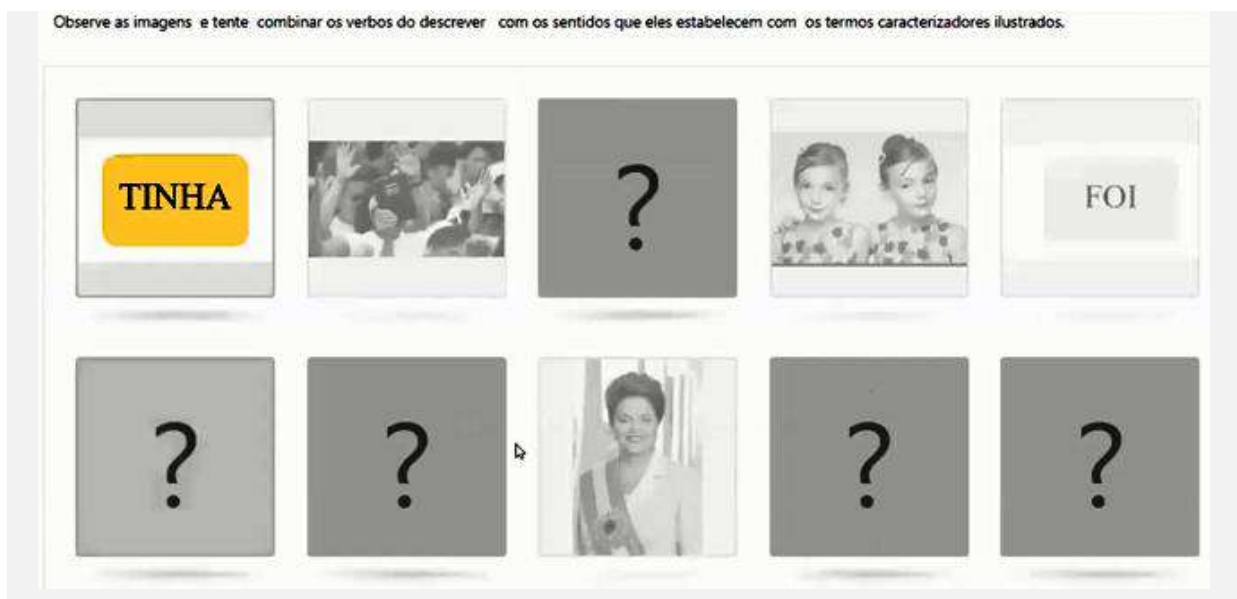 Observe as imagens e tente combinar os verbos do descrever com os sentidos que eles estabelecem com os termos caracterizadores ilustrados.
TINHA
?
FOI
?
?
?
?